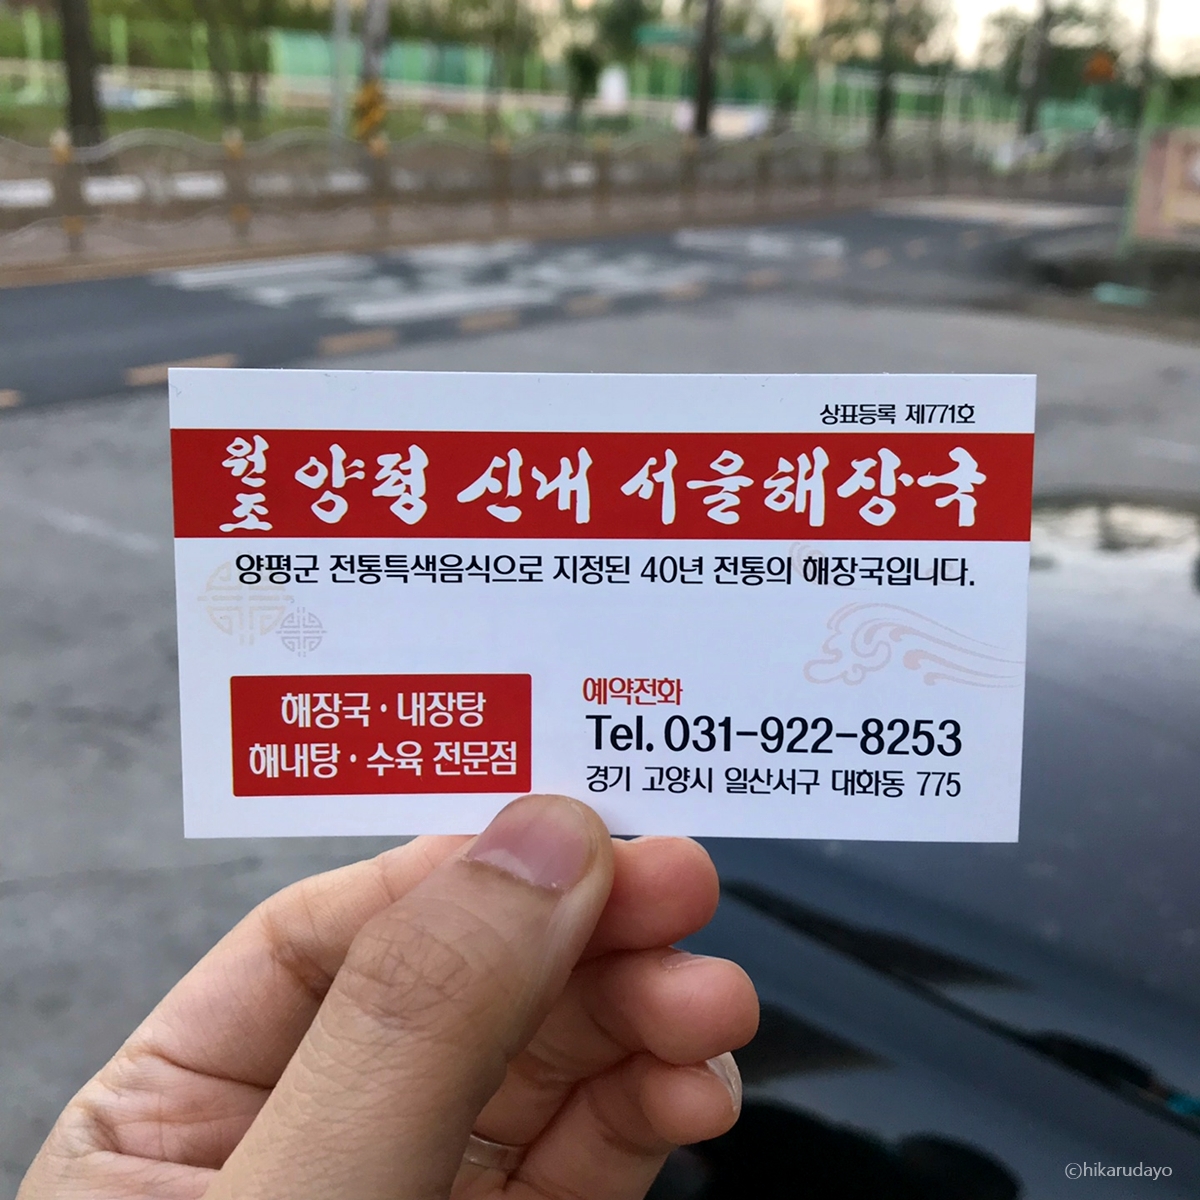 상표등록 제771호
원조 양평 신내 서울해장국
양평군 전통특색음식으로 지정된 40년 전통의 해장국입니다.
해장국·내장탕
해내탕·수육 전문점
예약전화
Tel. 031-922-8253
경기 고양시 일산서구 대화동 775
©hikarudayo